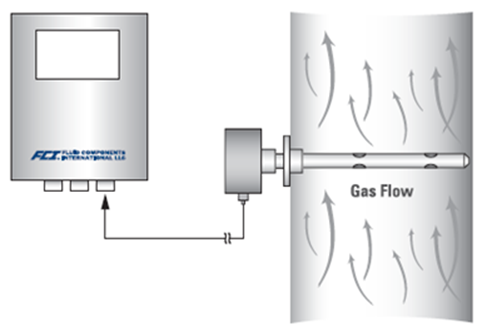 FCI FLUID COMPONENTS
INTERNATIONAL LLC
Gas Flow